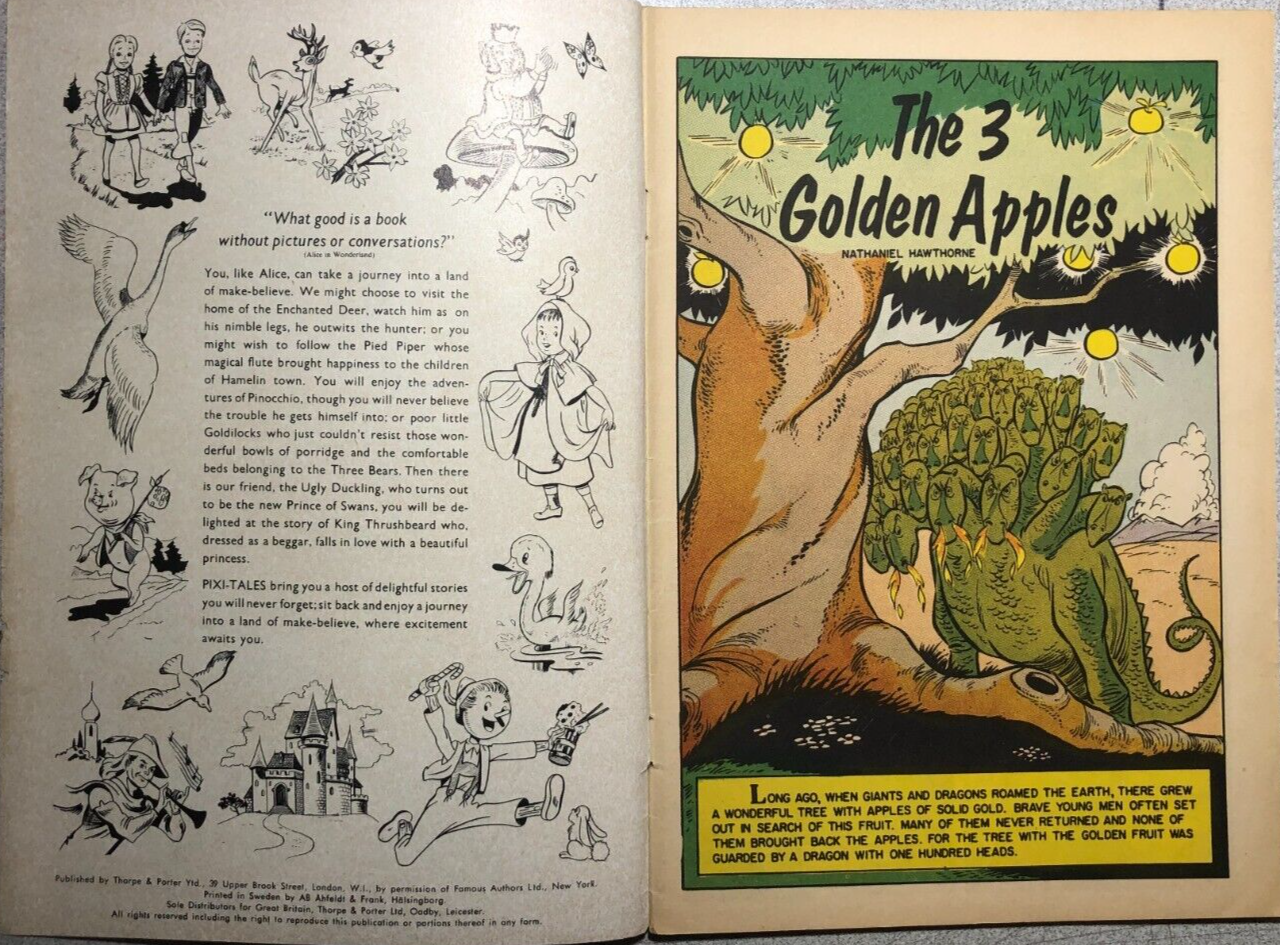 "What good is a book
without pictures or conversations?"
(Alice in Wonderland)
You, like Alice, can take a journey into a land
of make-believe. We might choose to visit the
home of the Enchanted Deer, watch him as on
his nimble legs, he outwits the hunter; or you
might wish to follow the Pied Piper whose
magical flute brought happiness to the children
of Hamelin town. You will enjoy the adven-
tures of Pinocchio, though you will never believe
the trouble he gets himself into; or poor little
Goldilocks who just couldn't resist those won-
derful bowls of porridge and the comfortable
beds belonging to the Three Bears. Then there
is our friend, the Ugly Duckling, who turns out
to be the new Prince of Swans, you will be de-
lighted at the story of King Thrushbeard who,
dressed as a beggar, falls in love with a beautiful
princess.
PIXI-TALES bring you a host of delightful stories
you will never forget; sit back and enjoy a journey
into a land of make-believe, where excitement
awaits you.
Published by Thorpe & Porter Ytd., 39 Upper Brook Street, London, W.I., by permission of Famous Authors Ltd., New York.
Printed in Sweden by AB Åhfeldt & Frank, Hälsingborg.
Sole Distributors for Great Britain, Thorpe & Porter Ltd, Oadby, Leicester.
All rights reserved including the right to reproduce this publication or portions thereof in any form.
The 3
Golden Apples
NATHANIEL HAWTHORNE
LONG AGO, WHEN GIANTS AND DRAGONS ROAMED THE EARTH, THERE GREW
A WONDERFUL TREE WITH APPLES OF SOLID GOLD. BRAVE YOUNG MEN OFTEN SET
OUT IN SEARCH OF THIS FRUIT. MANY OF THEM NEVER RETURNED AND NONE OF
THEM BROUGHT BACK THE APPLES. FOR THE TREE WITH THE GOLDEN FRUIT WAS
GUARDED BY A DRAGON WITH ONE HUNDRED HEADS.